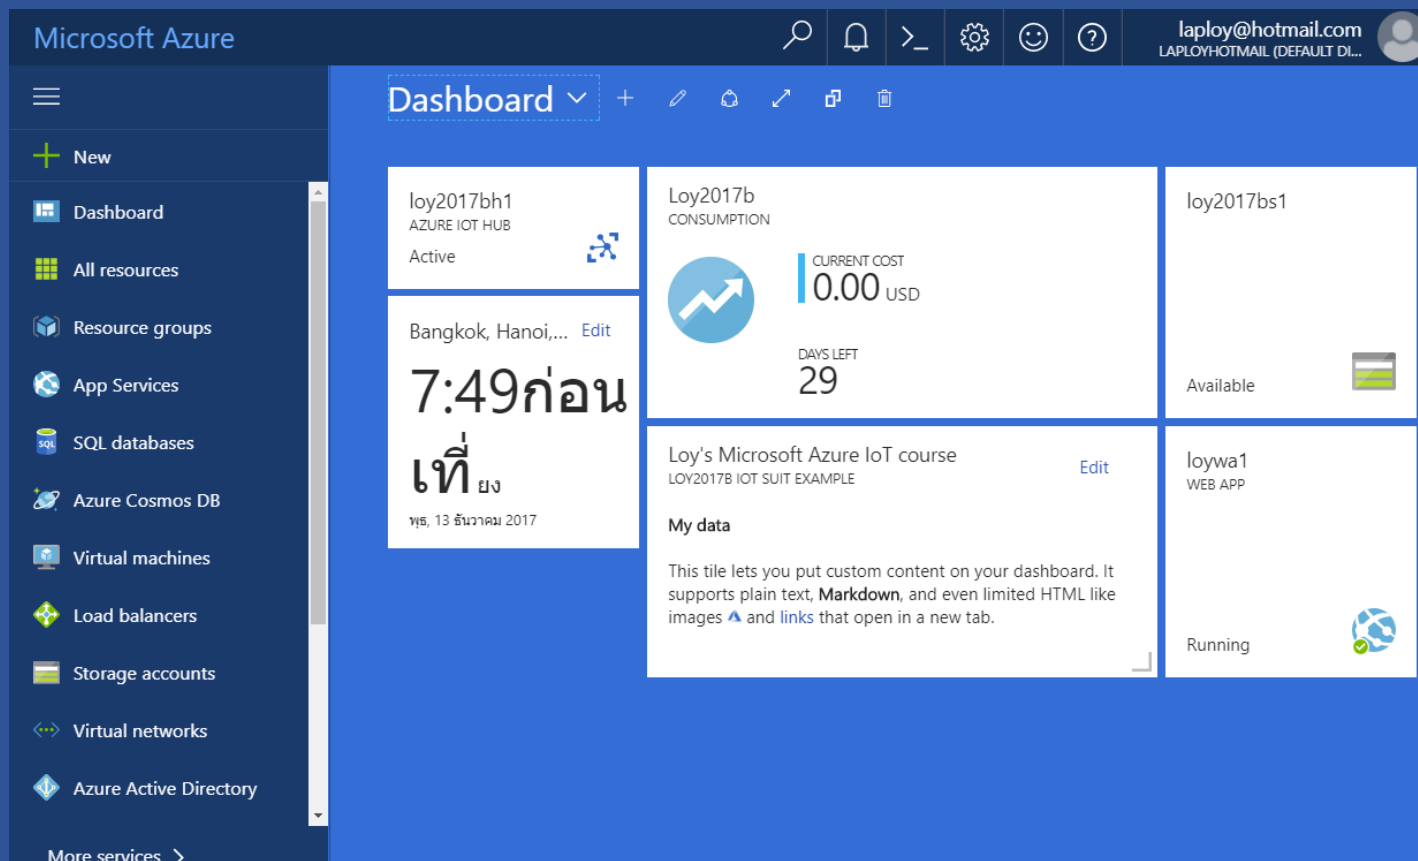 Microsoft Azure
laploy@hotmail.com
LAPLOYHOTMAIL (DEFAULT DI...
New
Dashboard
All resources
Resource groups
App Services
SQL databases
SQL
Azure Cosmos DB
Virtual machines
Load balancers
Storage accounts
Virtual networks
Azure Active Directory
More services
Dashboard
loy2017bh1
AZURE IOT HUB
Active
Bangkok, Hanoi,... Edit
7:49ก่อน
เที่ ยง
พุธ, 13 ธันวาคม 2017
Loy2017b
CONSUMPTION
CURRENT COST
0.00 USD
DAYS LEFT
29
Loy's Microsoft Azure IoT course
LOY2017B IOT SUIT EXAMPLE
Edit
My data
This tile lets you put custom content on your dashboard. It
supports plain text, Markdown, and even limited HTML like
images and links that open in a new tab.
loy2017bs1
Available
loywa1
WEB APP
Running